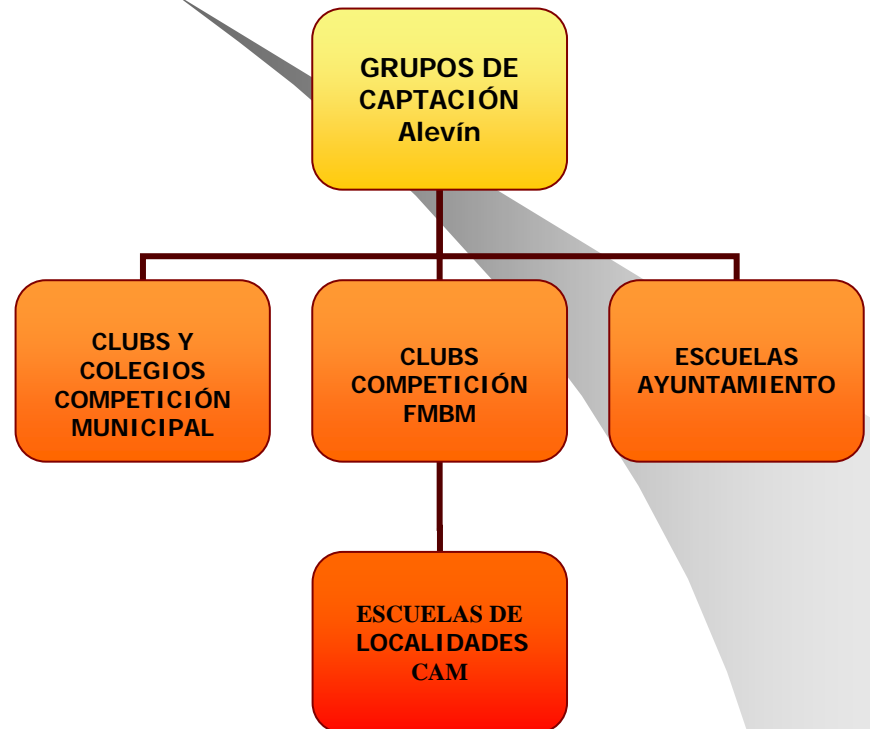 GRUPOS DE
CAPTACIÓN
Alevín
CLUBS Y
COLEGIOS
COMPETICIÓN
MUNICIPAL
CLUBS
COMPETICIÓN
FMBM
ESCUELAS
AYUNTAMIENTO
ESCUELAS DE
LOCALIDADES
CAM